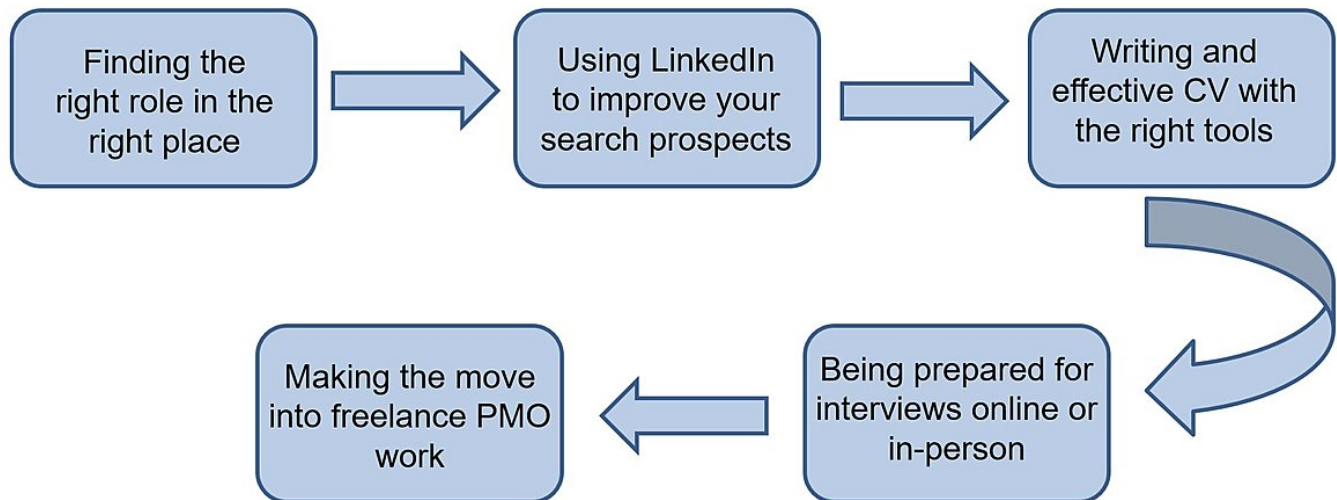 Finding the
right role in the
right place
Using LinkedIn
to improve your
search prospects
Writing and
effective CV with
the right tools
Being prepared for
interviews online or
in-person
Making the move
into freelance PMO
work